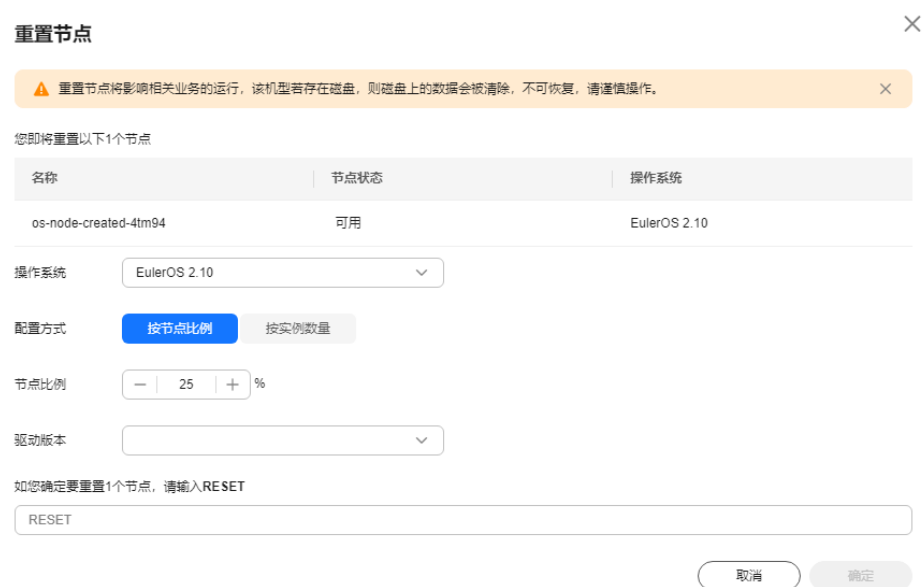 重置节点
重置节点将影响相关业务的运行，该机型若存在磁盘，则磁盘上的数据会被清除，不可恢复，请谨慎操作。
您即将重置以下1个节点
名称 节点状态 操作系统
os-node-created-4tm94 可用 EulerOS 2.10
操作系统 EulerOS 2.10
配置方式 按节点比例 按实例数量
节点比例 25 %
驱动版本
如您确定要重置1个节点，请输入RESET
RESET
取消 确定